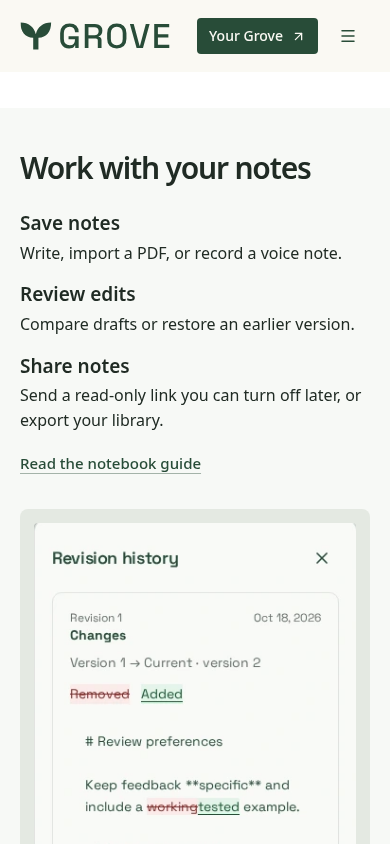 GROVE
Your Grove
Work with your notes
Save notes
Write, import a PDF, or record a voice note.
Review edits
Compare drafts or restore an earlier version.
Share notes
Send a read-only link you can turn off later, or
export your library.
Read the notebook guide
Revision history
Revision 1 Oct 18, 2026
Changes
Version 1 → Current · version 2
Removed Added
# Review preferences
Keep feedback **specific** and
include a workingtested example.